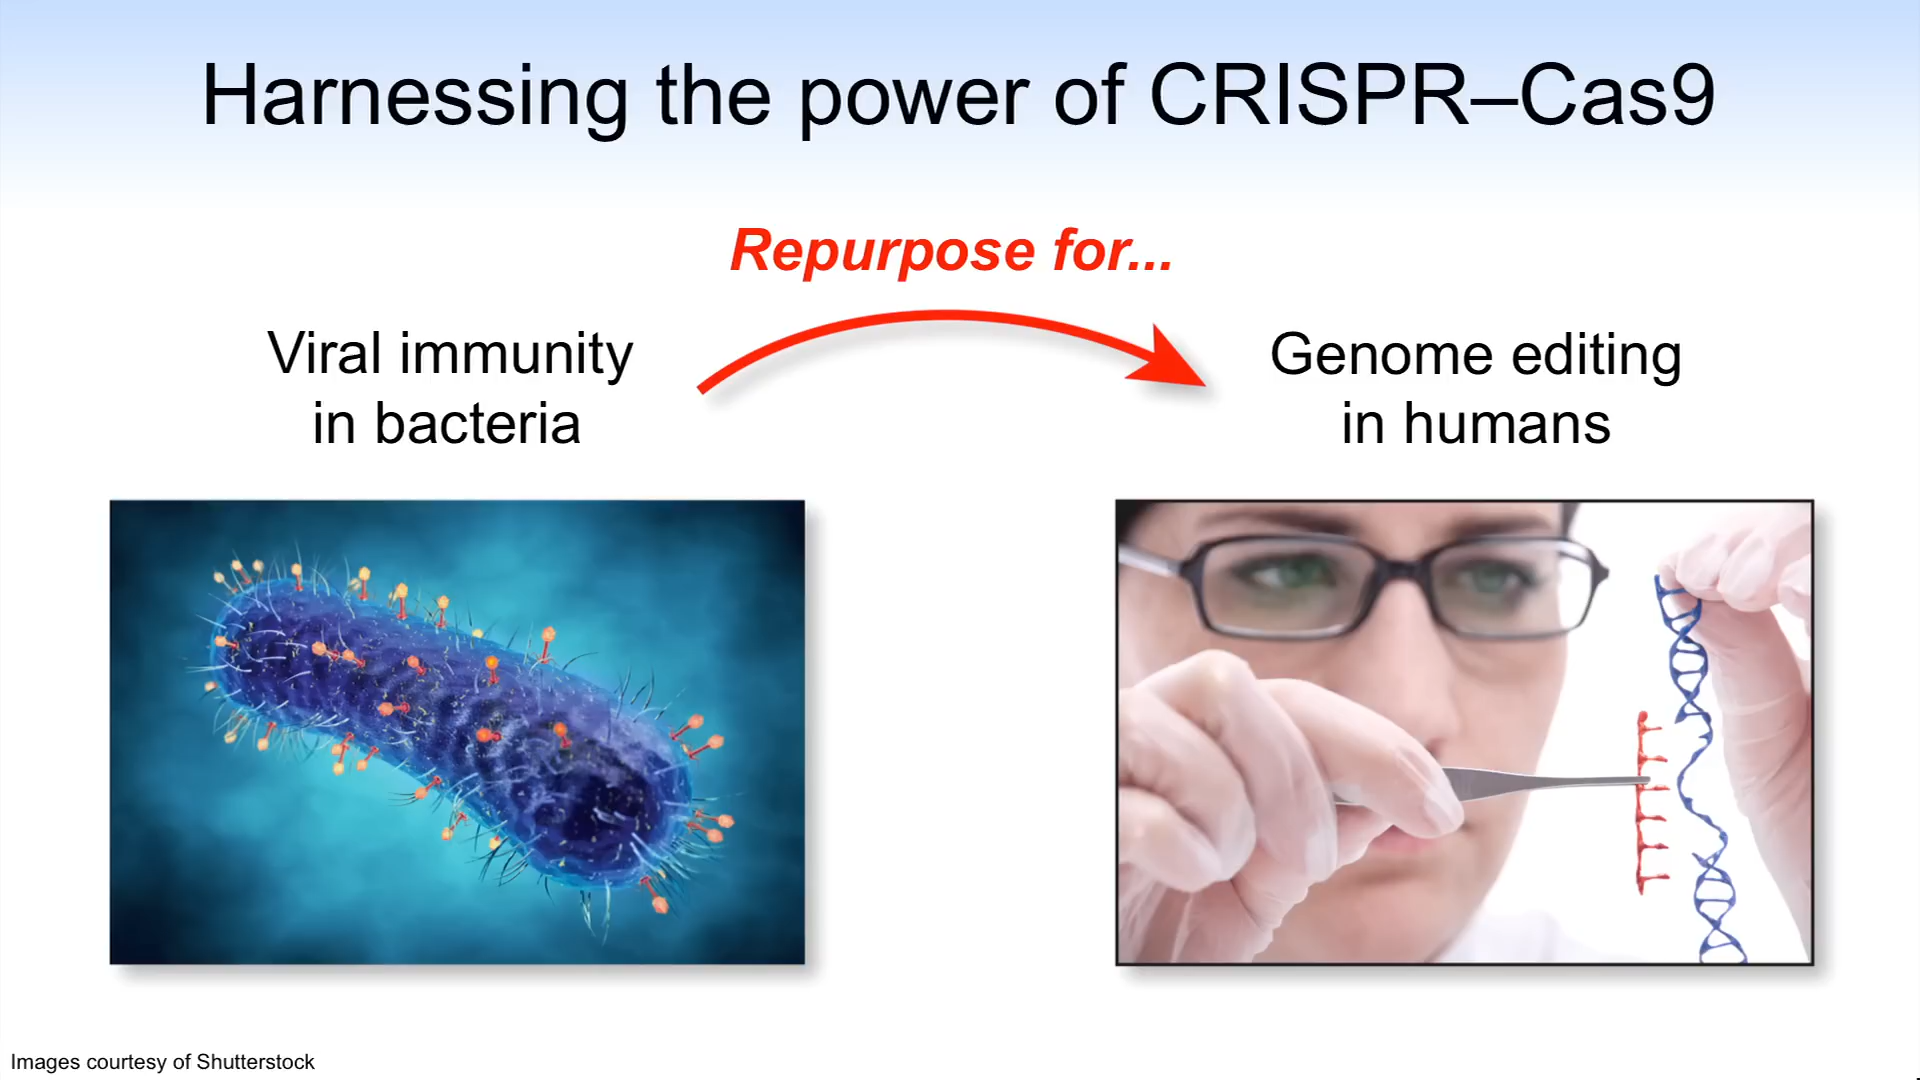 Harnessing the power of CRISPR–Cas9
Repurpose for...
Viral immunity
in bacteria
Genome editing
in humans
Images courtesy of Shutterstock